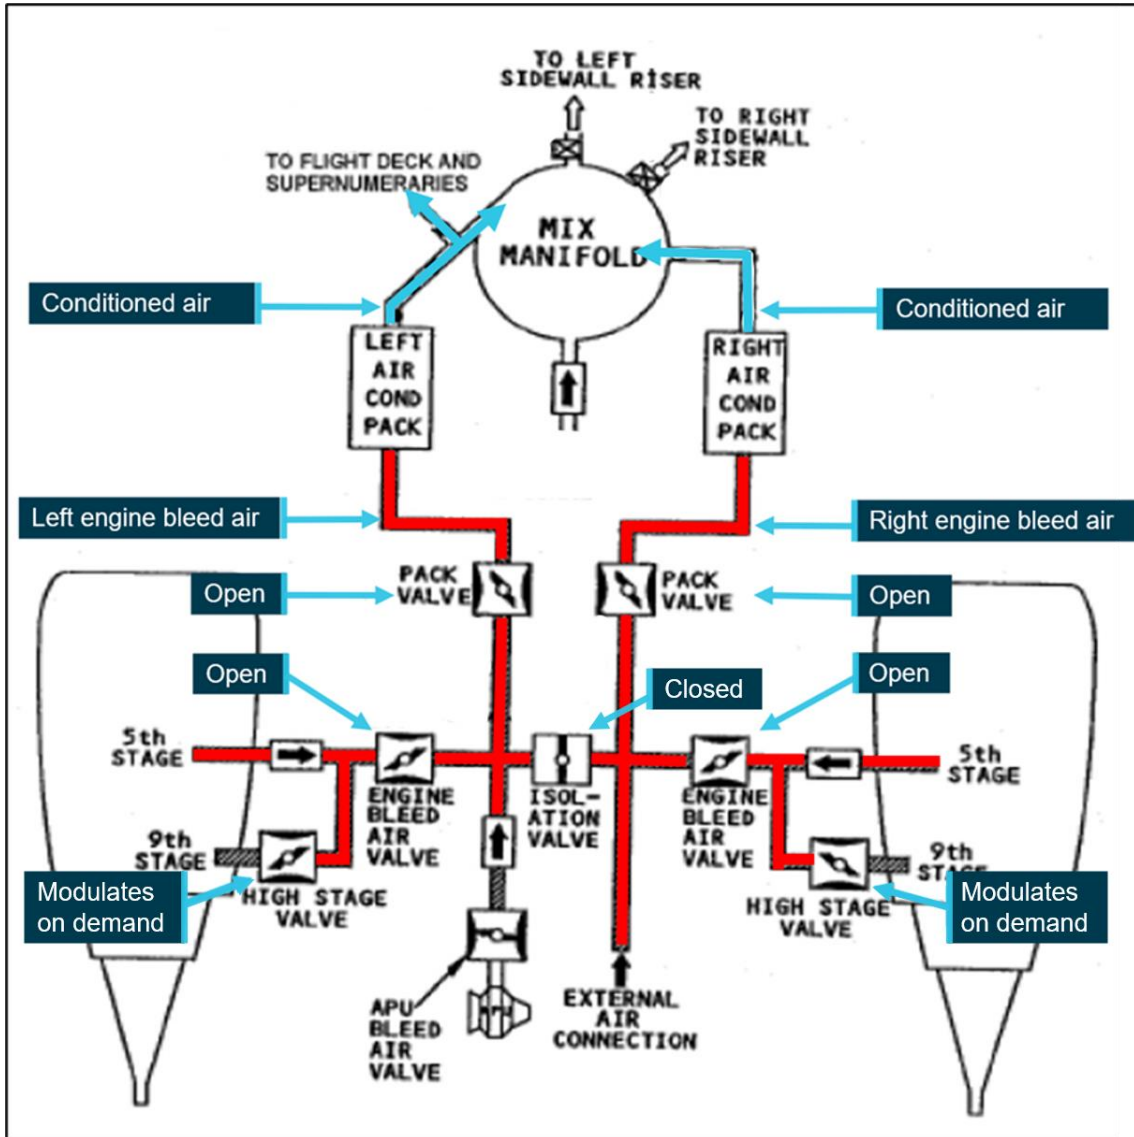 TO LEFT
SIDEWALL RISER
TO RIGHT
SIDEWALL
RISER
TO FLIGHT DECK AND
SUPERNUMERARIES
MIX
MANIFOLD
Conditioned air
Conditioned air
LEFT
AIR
COND
PACK
RIGHT
AIR
COND
PACK
Left engine bleed air
Right engine bleed air
PACK
VALVE
PACK
VALVE
Open
Open
Open
Closed
Open
5th
STAGE
5th
STAGE
ENGINE
BLEED
AIR
VALVE
ISOL-
ATION
VALVE
ENGINE
BLEED
AIR
VALVE
9th
STAGE
9th
STAGE
Modulates
on demand
HIGH STAGE
VALVE
HIGH STAGE
VALVE
Modulates
on demand
APU
BLEED
AIR
VALVE
APU
EXTERNAL
AIR
CONNECTION